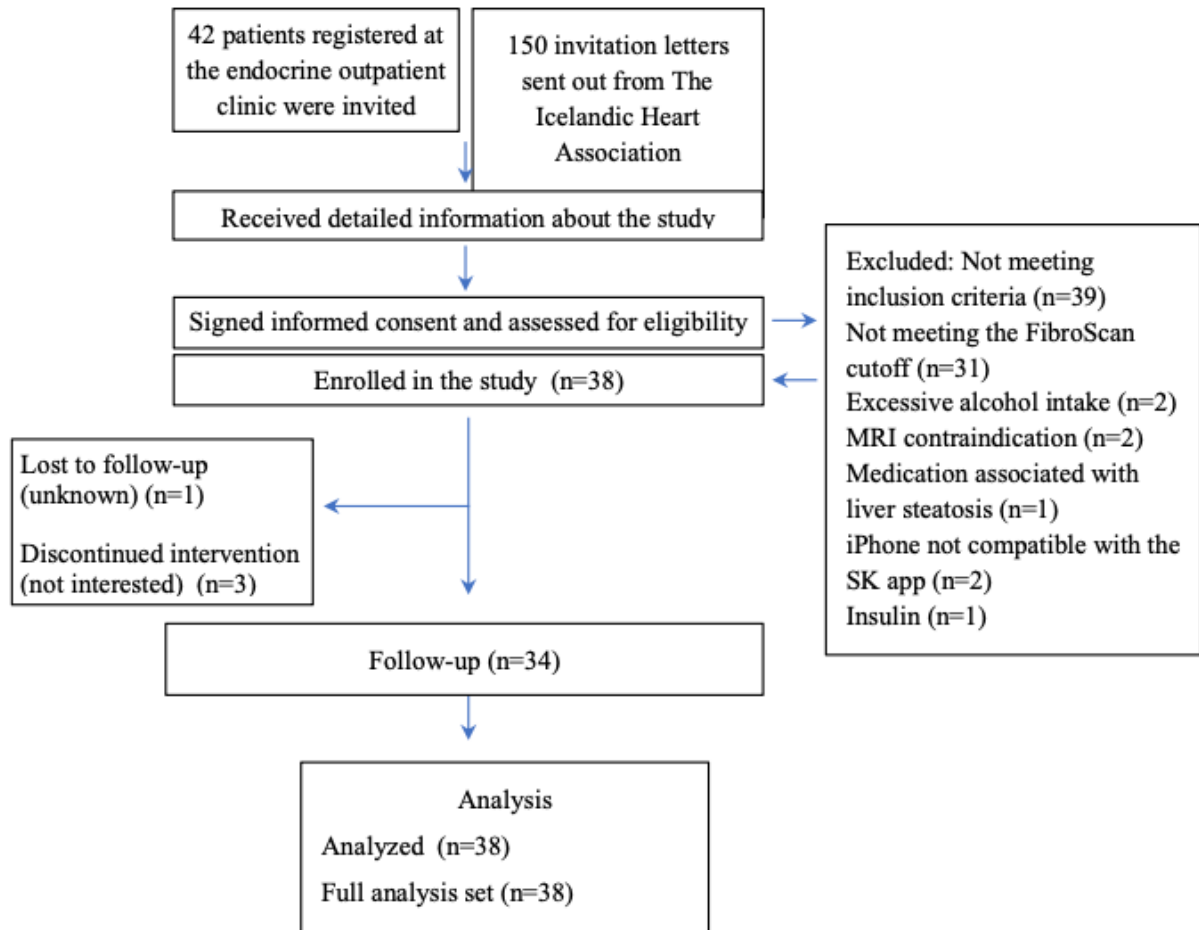 42 patients registered at
the endocrine outpatient
clinic were invited
150 invitation letters
sent out from The
Icelandic Heart
Association
Received detailed information about the study
Signed informed consent and assessed for eligibility
Excluded: Not meeting
inclusion criteria (n=39)
Not meeting the FibroScan
cutoff (n=31)
Excessive alcohol intake (n=2)
MRI contraindication (n=2)
Medication associated with
liver steatosis (n=1)
iPhone not compatible with the
SK app (n=2)
Insulin (n=1)
Enrolled in the study (n=38)
Lost to follow-up
(unknown) (n=1)
Discontinued intervention
(not interested) (n=3)
Follow-up (n=34)
Analysis
Analyzed (n=38)
Full analysis set (n=38)